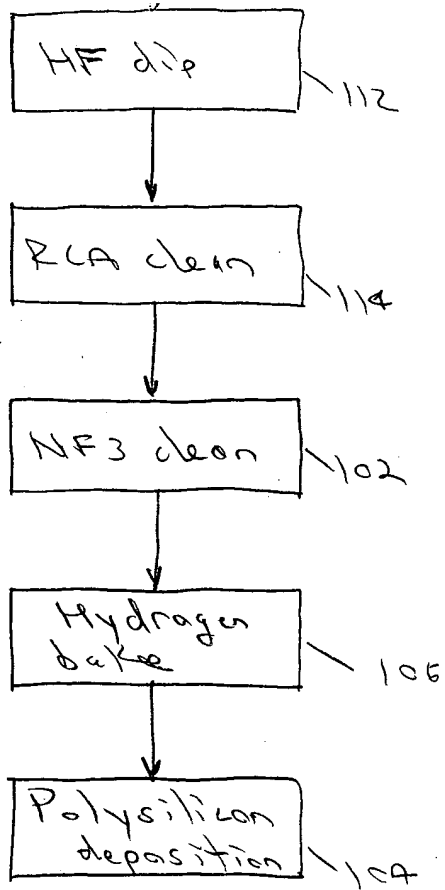 HF dip
112
RCA clean
114
NF3 clean
102
Hydrogen
bake
106
Polysilicon
deposition
104